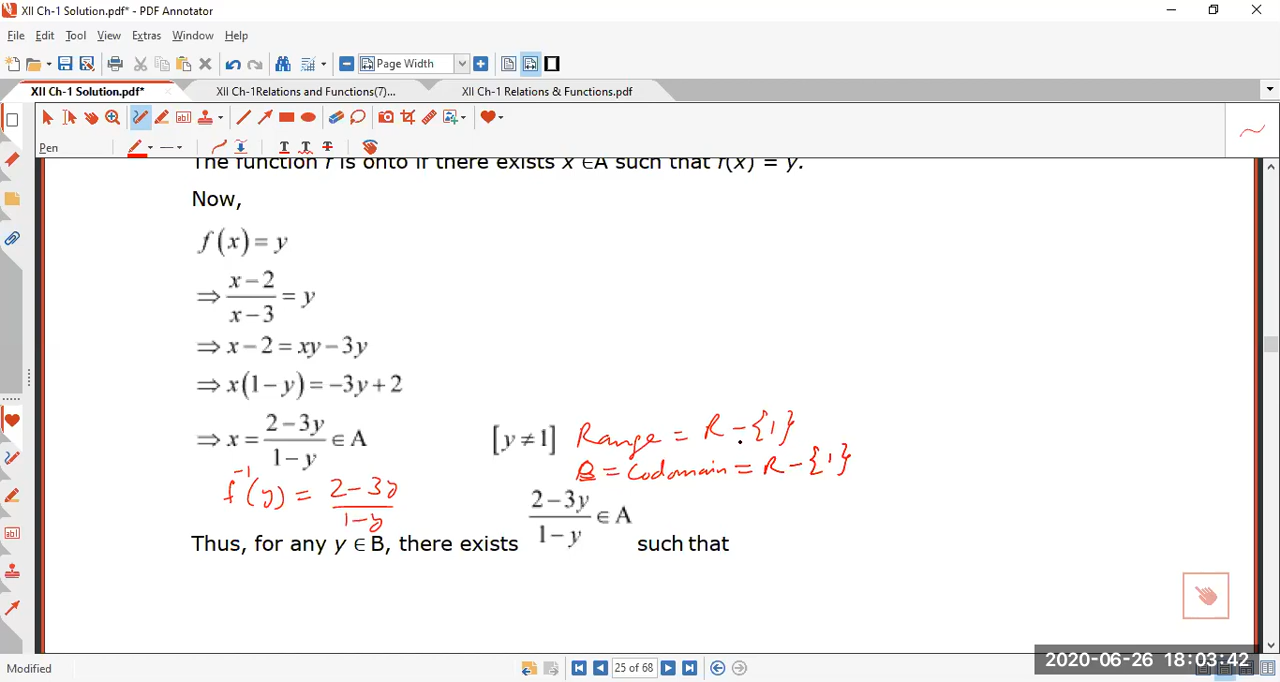 XII Ch-1 Solution.pdf* - PDF Annotator
File Edit Tool View Extras Window Help
Page Width
XII Ch-1 Solution.pdf* XII Ch-1Relations and Functions(7)... XII Ch-1 Relations & Functions.pdf
Pen
The function f is onto if there exists x ∈A such that f(x) = y.
Now,
f(x) = y
⇒ (x−2)/(x−3) = y
⇒ x−2 = xy−3y
⇒ x(1−y) = −3y+2
⇒ x = (2−3y)/(1−y) ∈ A [y ≠ 1] Range = R − {1}
B = Codomain = R − {1}
f⁻¹(y) = (2−3y)/(1−y)
Thus, for any y ∈ B, there exists (2−3y)/(1−y) ∈ A such that
Modified 25 of 68 2020-06-26 18:03:42